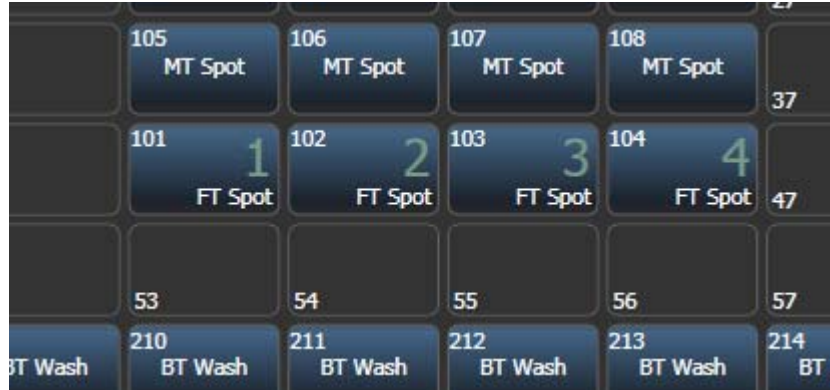 27
105 106 107 108
MT Spot MT Spot MT Spot MT Spot
37
101 1 102 2 103 3 104 4
FT Spot FT Spot FT Spot FT Spot 47
53 54 55 56 57
210 211 212 213 214
BT Wash BT Wash BT Wash BT Wash BT Wash BT